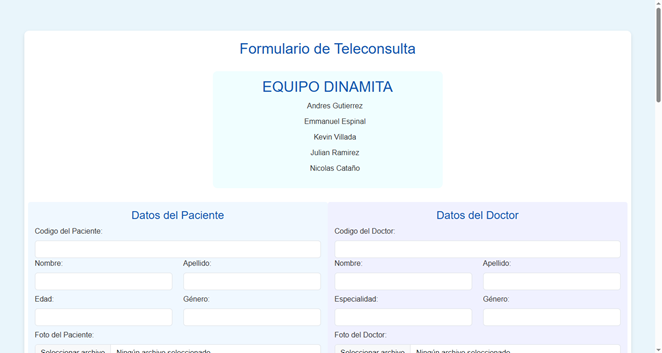 Formulario de Teleconsulta
EQUIPO DINAMITA
Andres Gutierrez
Emmanuel Espinal
Kevin Villada
Julian Ramirez
Nicolas Cataño
Datos del Paciente
Codigo del Paciente:
Nombre:
Apellido:
Edad:
Género:
Foto del Paciente:
Seleccionar archivo Ningún archivo seleccionado
Datos del Doctor
Codigo del Doctor:
Nombre:
Apellido:
Especialidad:
Género:
Foto del Doctor:
Seleccionar archivo Ningún archivo seleccionado